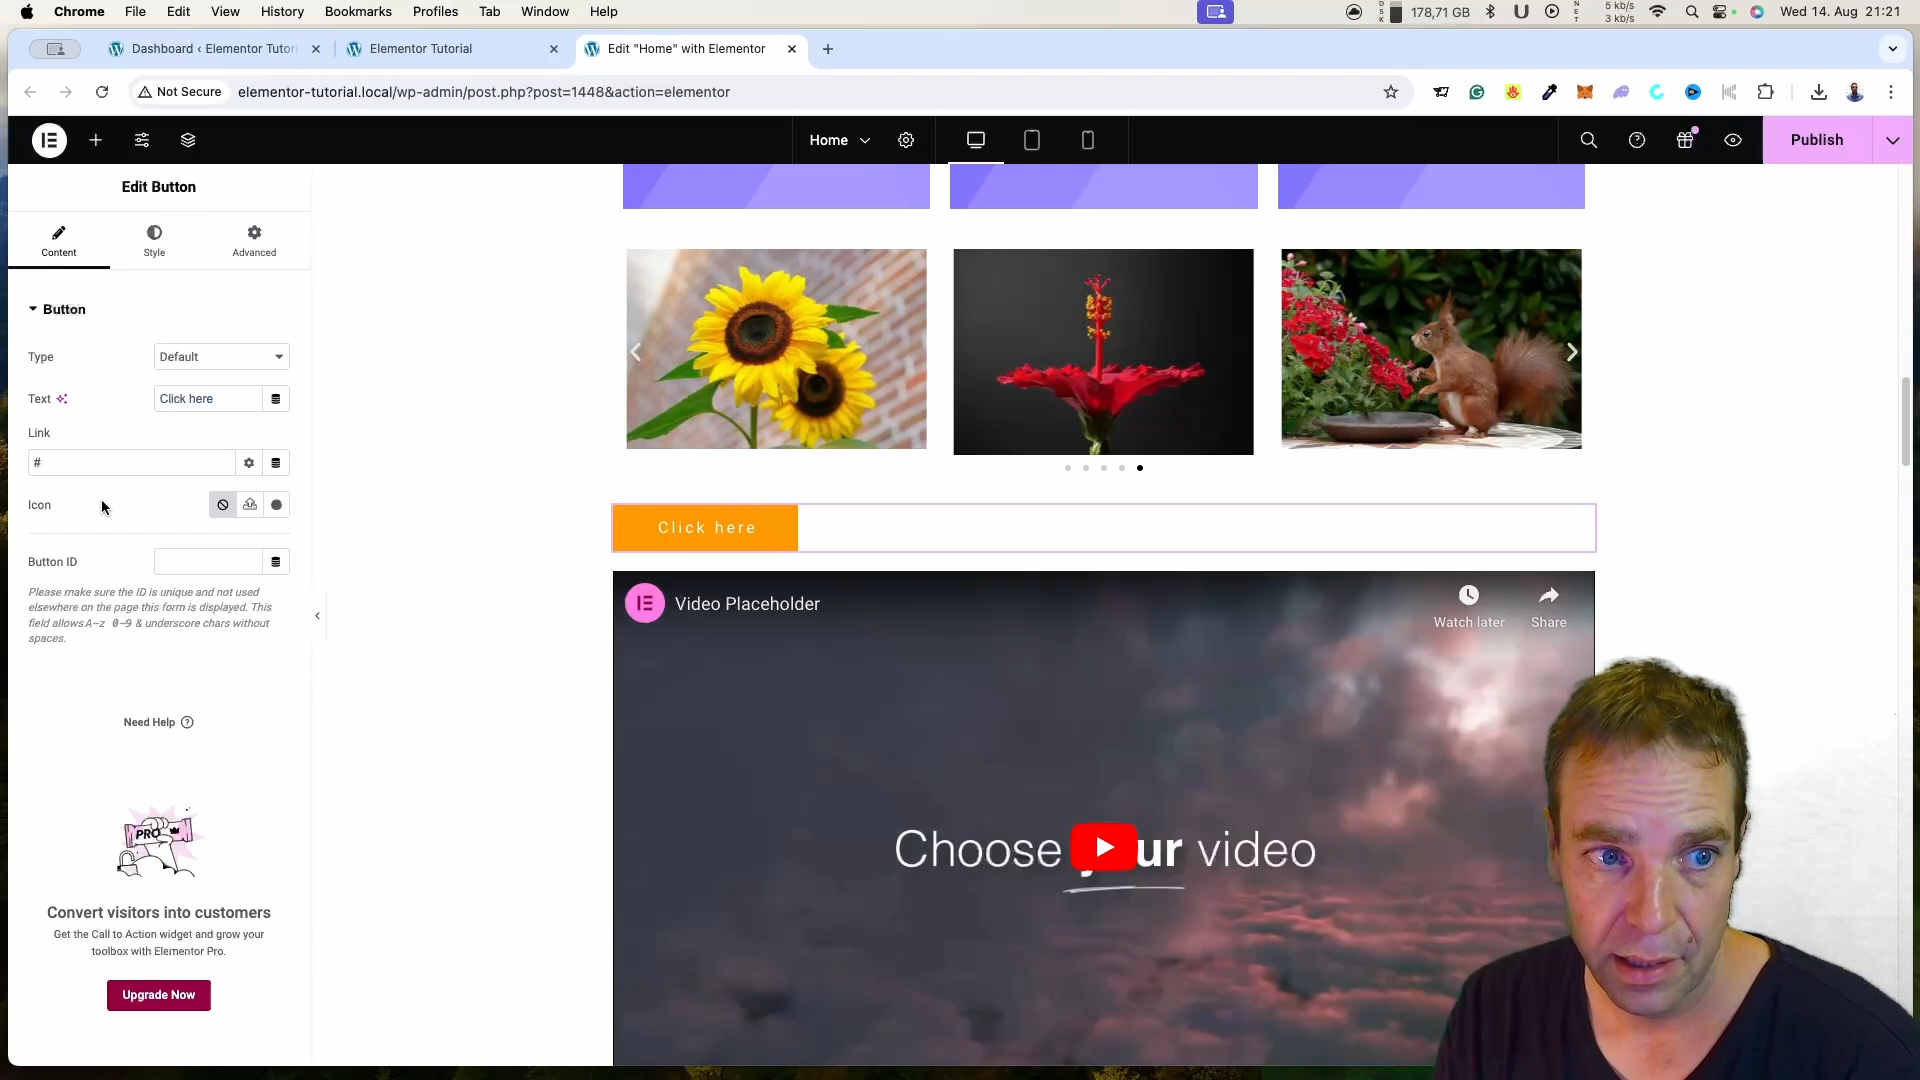 Chrome File Edit View History Bookmarks Profiles Tab Window Help
178,71 GB 5 kb/s 3 kb/s Wed 14. Aug 21:21
Dashboard ‹ Elementor Tutori
Elementor Tutorial
Edit "Home" with Elementor
Not Secure elementor-tutorial.local/wp-admin/post.php?post=1448&action=elementor
Home
Publish
Edit Button
Content Style Advanced
Button
Type Default
Text Click here
Link
#
Icon
Button ID
Please make sure the ID is unique and not used
elsewhere on the page this form is displayed. This
field allows A-z 0-9 & underscore chars without
spaces.
Need Help
PRO
Convert visitors into customers
Get the Call to Action widget and grow your
toolbox with Elementor Pro.
Upgrade Now
Click here
Video Placeholder
Watch later Share
Choose video